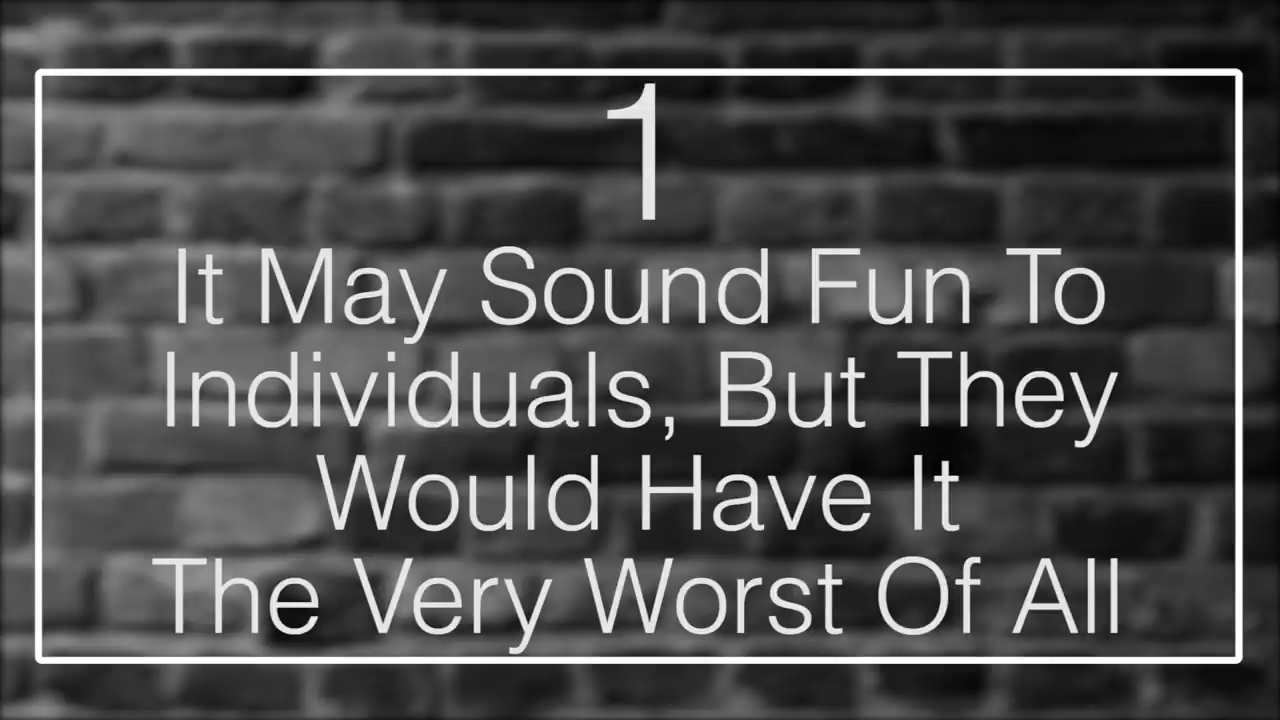 1
It May Sound Fun To
Individuals, But They
Would Have It
The Very Worst Of All